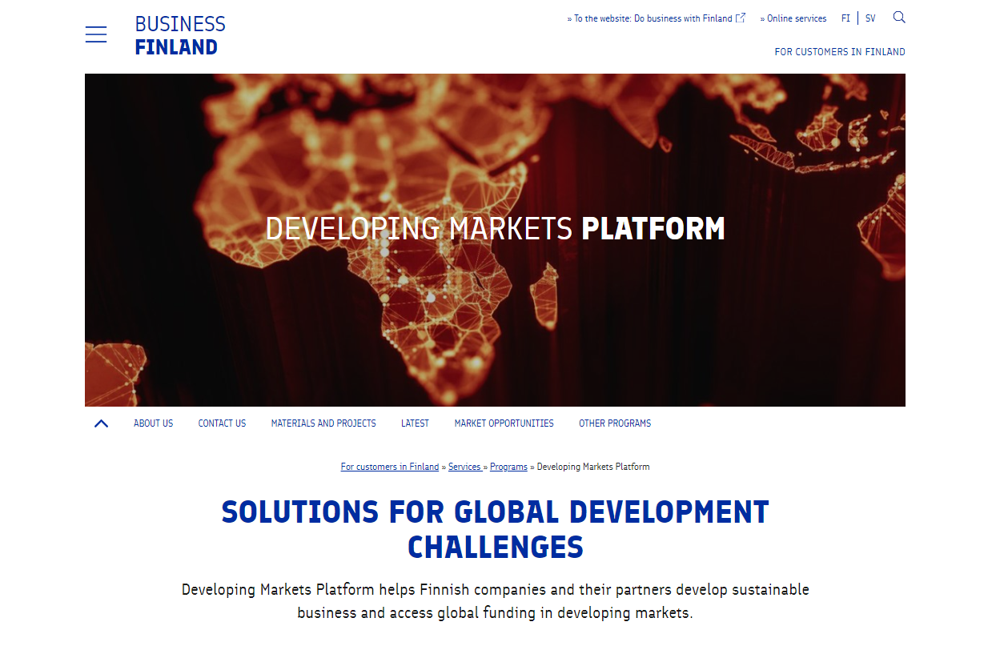 BUSINESS
FINLAND
» To the website: Do business with Finland
» Online services
FI
SV
FOR CUSTOMERS IN FINLAND
DEVELOPING MARKETS PLATFORM
ABOUT US
CONTACT US
MATERIALS AND PROJECTS
LATEST
MARKET OPPORTUNITIES
OTHER PROGRAMS
For customers in Finland » Services » Programs » Developing Markets Platform
SOLUTIONS FOR GLOBAL DEVELOPMENT
CHALLENGES
Developing Markets Platform helps Finnish companies and their partners develop sustainable
business and access global funding in developing markets.